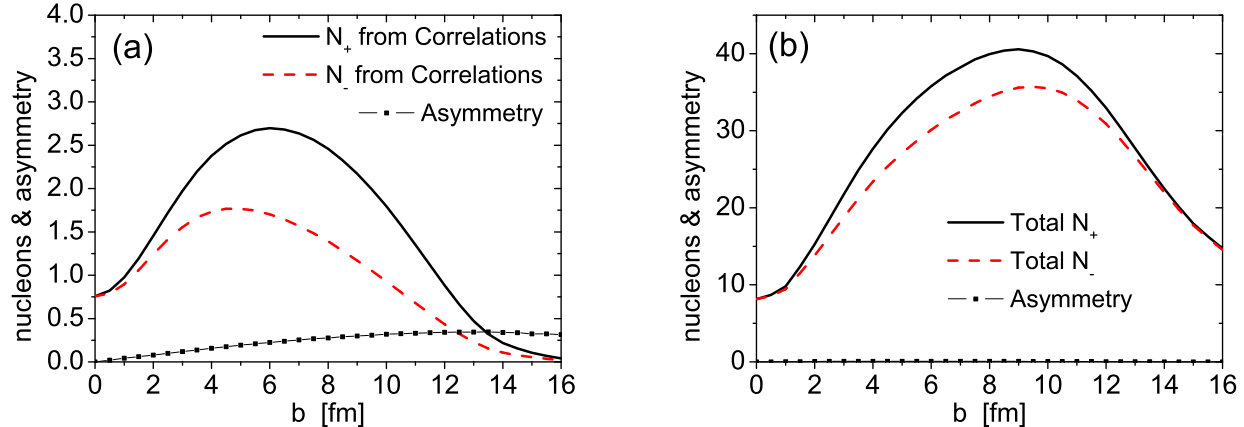 (a)
N₊ from Correlations
N₋ from Correlations
Asymmetry
nucleons & asymmetry
4.0
3.5
3.0
2.5
2.0
1.5
1.0
0.5
0.0
0 2 4 6 8 10 12 14 16
b [fm]
(b)
Total N₊
Total N₋
Asymmetry
nucleons & asymmetry
40
30
20
10
0
0 2 4 6 8 10 12 14 16
b [fm]